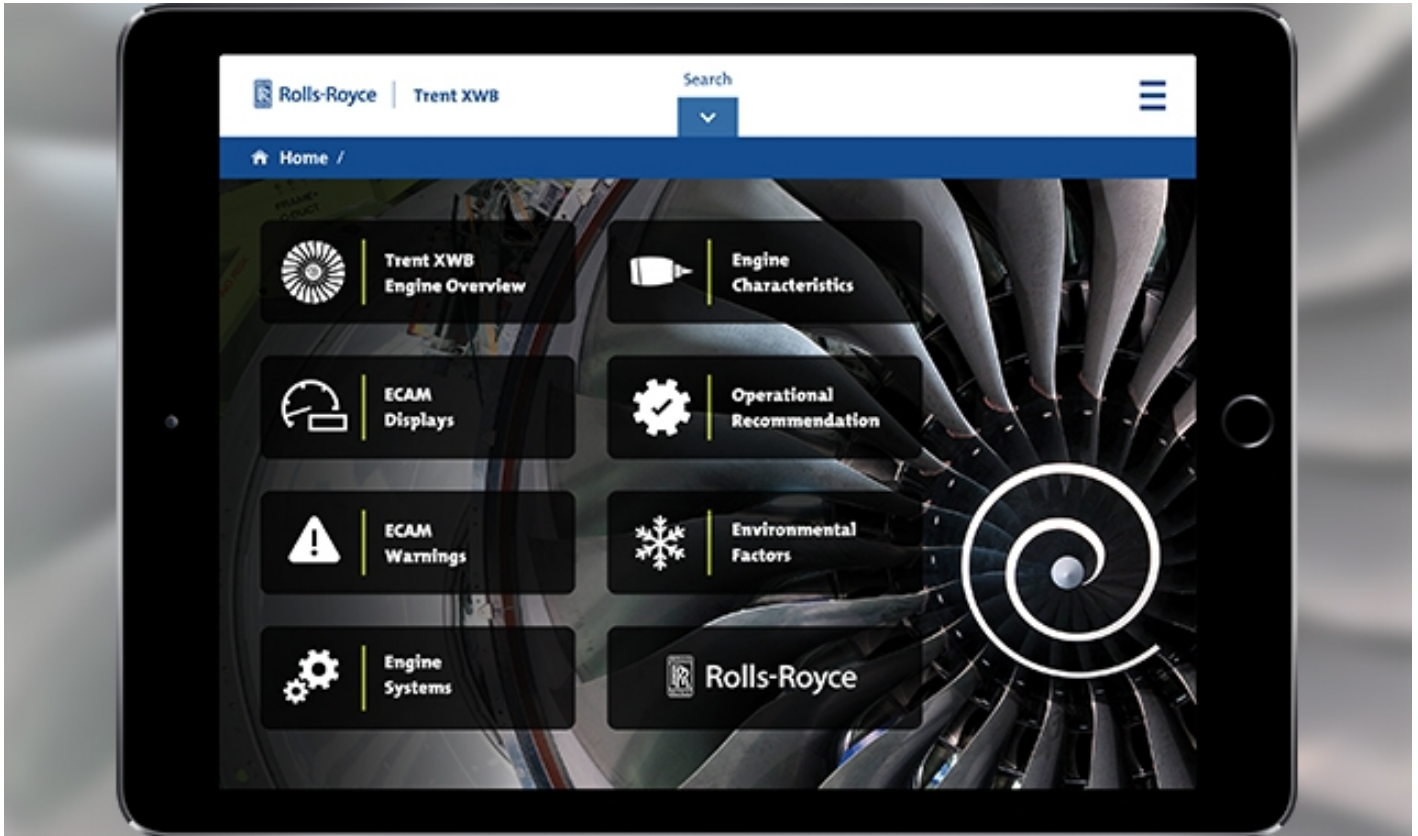 Rolls-Royce
Trent XWB
Search
Home /
Trent XWB
Engine Overview
Engine
Characteristics
ECAM
Displays
Operational
Recommendation
ECAM
Warnings
Environmental
Factors
Engine
Systems
Rolls-Royce
FRAME-